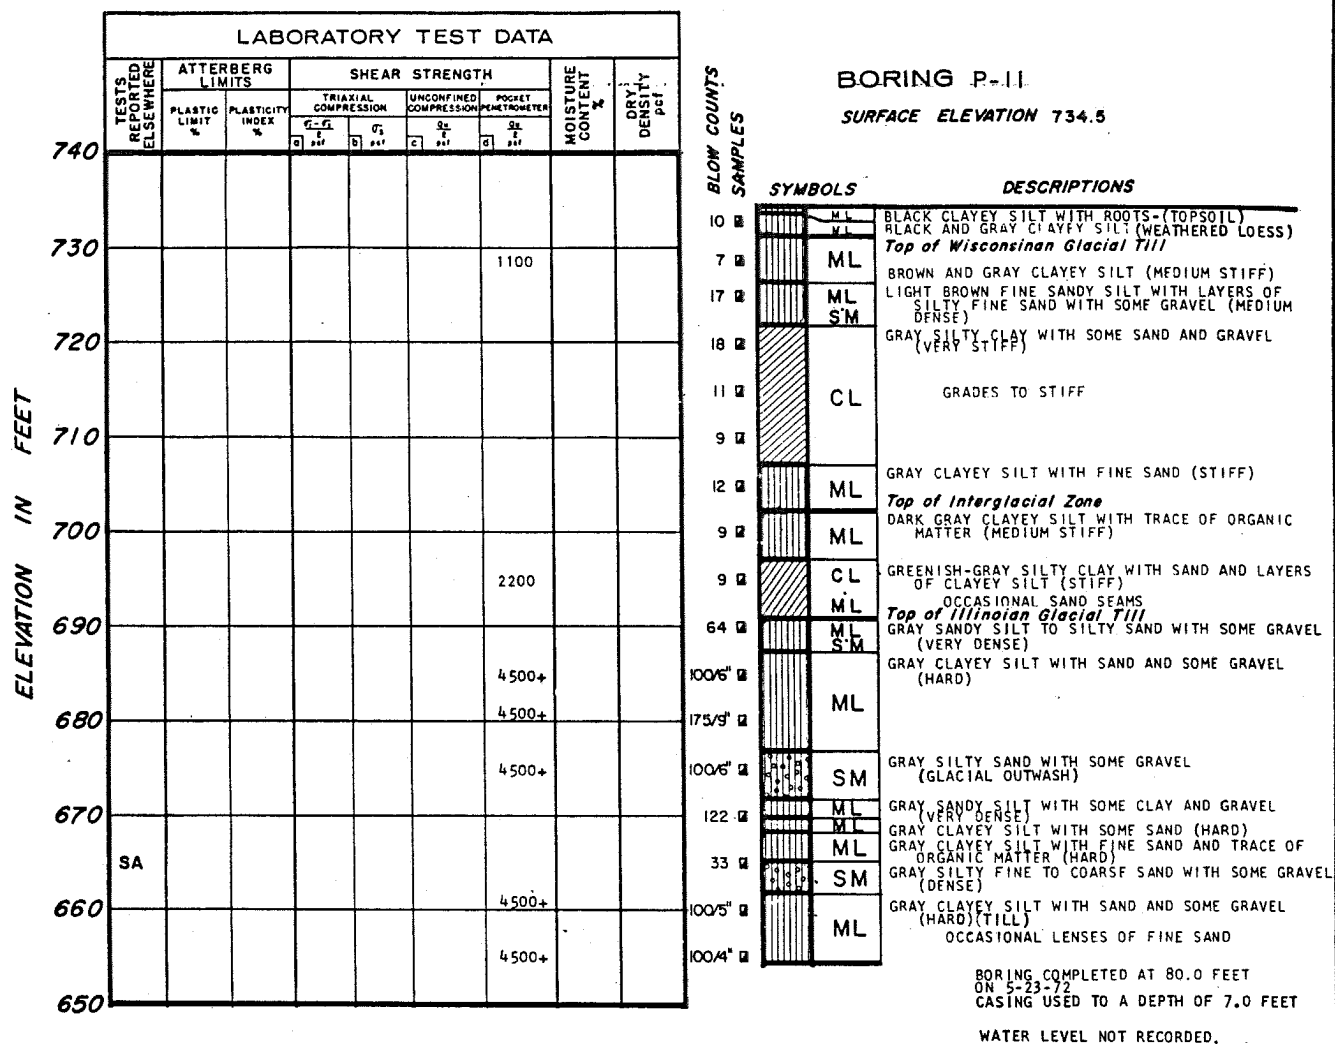 LABORATORY TEST DATA
TESTS REPORTED ELSEWHERE
ATTERBERG LIMITS
PLASTIC LIMIT %
PLASTICITY INDEX %
SHEAR STRENGTH
TRIAXIAL COMPRESSION
UNCONFINED COMPRESSION
POCKET PENETROMETER
a psf
b psf
c psf
d psf
MOISTURE CONTENT %
DRY DENSITY pcf
BLOW COUNTS
SAMPLES
BORING P-11
SURFACE ELEVATION 734.5
SYMBOLS
DESCRIPTIONS
ELEVATION IN FEET
740
730
720
710
700
690
680
670
660
650
SA
1100
2200
4500+
4500+
4500+
4500+
4500+
10
7
17
18
11
9
12
9
9
64
100/6"
175/9"
100/6"
122
33
100/5"
100/4"
ML
BLACK CLAYEY SILT WITH ROOTS-(TOPSOIL)
ML
BLACK AND GRAY CLAYEY SILT (WEATHERED LOESS)
Top of Wisconsinan Glacial Till
ML
BROWN AND GRAY CLAYEY SILT (MEDIUM STIFF)
ML
SM
LIGHT BROWN FINE SANDY SILT WITH LAYERS OF
SILTY FINE SAND WITH SOME GRAVEL (MEDIUM
DENSE)
CL
GRAY SILTY CLAY WITH SOME SAND AND GRAVEL
(VERY STIFF)
GRADES TO STIFF
ML
GRAY CLAYEY SILT WITH FINE SAND (STIFF)
Top of Interglacial Zone
ML
DARK GRAY CLAYEY SILT WITH TRACE OF ORGANIC
MATTER (MEDIUM STIFF)
CL
ML
GREENISH-GRAY SILTY CLAY WITH SAND AND LAYERS
OF CLAYEY SILT (STIFF)
OCCASIONAL SAND SEAMS
Top of Illinoian Glacial Till
ML
SM
GRAY SANDY SILT TO SILTY SAND WITH SOME GRAVEL
(VERY DENSE)
ML
GRAY CLAYEY SILT WITH SAND AND SOME GRAVEL
(HARD)
SM
GRAY SILTY SAND WITH SOME GRAVEL
(GLACIAL OUTWASH)
ML
GRAY SANDY SILT WITH SOME CLAY AND GRAVEL
(VERY DENSE)
ML
GRAY CLAYEY SILT WITH SOME SAND (HARD)
ML
GRAY CLAYEY SILT WITH FINE SAND AND TRACE OF
ORGANIC MATTER (HARD)
SM
GRAY SILTY FINE TO COARSE SAND WITH SOME GRAVEL
(DENSE)
ML
GRAY CLAYEY SILT WITH SAND AND SOME GRAVEL
(HARD)(TILL)
OCCASIONAL LENSES OF FINE SAND
BORING COMPLETED AT 80.0 FEET
ON 5-23-72
CASING USED TO A DEPTH OF 7.0 FEET
WATER LEVEL NOT RECORDED.